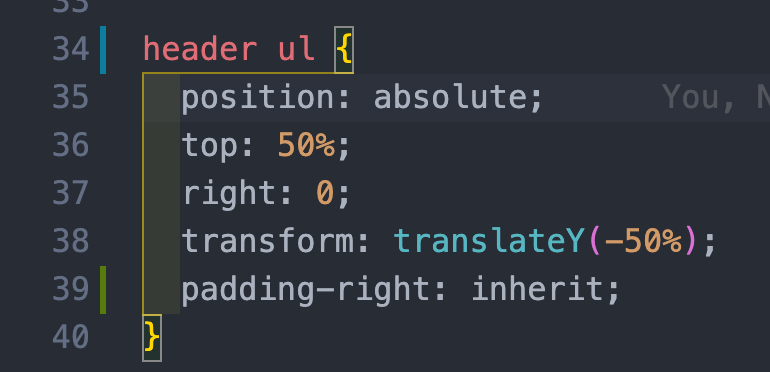 33
34 header ul {
35 position: absolute; You,
36 top: 50%;
37 right: 0;
38 transform: translateY(-50%);
39 padding-right: inherit;
40 }